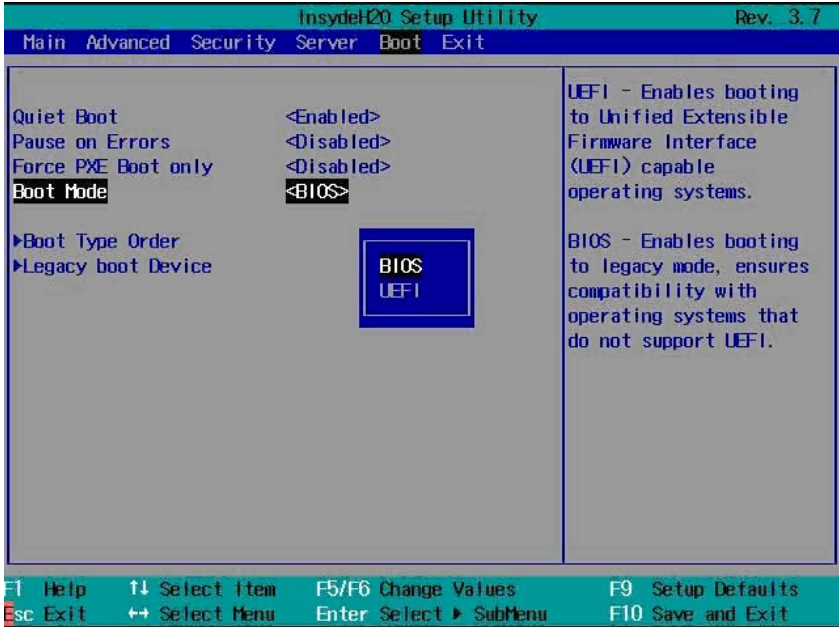 InsydeH2O Setup Utility Rev. 3.7
Main Advanced Security Server Boot Exit
Quiet Boot <Enabled>
Pause on Errors <Disabled>
Force PXE Boot only <Disabled>
Boot Mode <BIOS>
▶Boot Type Order
▶Legacy boot Device
BIOS
UEFI
UEFI - Enables booting
to Unified Extensible
Firmware Interface
(UEFI) capable
operating systems.
BIOS - Enables booting
to legacy mode, ensures
compatibility with
operating systems that
do not support UEFI.
F1 Help ↑↓ Select Item F5/F6 Change Values F9 Setup Defaults
Esc Exit ↔ Select Menu Enter Select ▶ SubMenu F10 Save and Exit